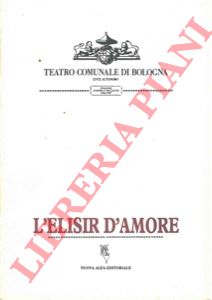 TEATRO COMUNALE DI BOLOGNA
ENTE AUTONOMO
L'ELISIR D'AMORE
NUOVA ALFA EDITORIALE
LIBRERIA PIANI